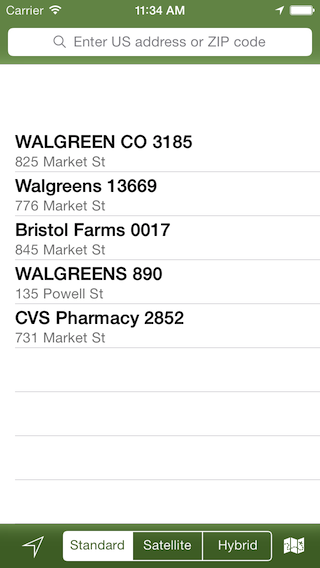 Carrier 11:34 AM
Enter US address or ZIP code
WALGREEN CO 3185
825 Market St
Walgreens 13669
776 Market St
Bristol Farms 0017
845 Market St
WALGREENS 890
135 Powell St
CVS Pharmacy 2852
731 Market St
Standard Satellite Hybrid